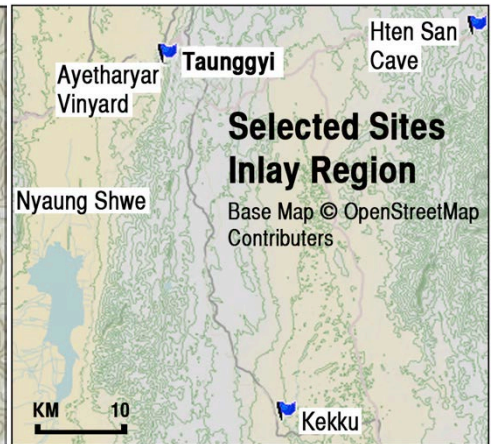 Hten San
Cave
Taunggyi
Ayetharyar
Vinyard
Selected Sites
Inlay Region
Nyaung Shwe
Base Map © OpenStreetMap
Contributers
KM 10
Kekku